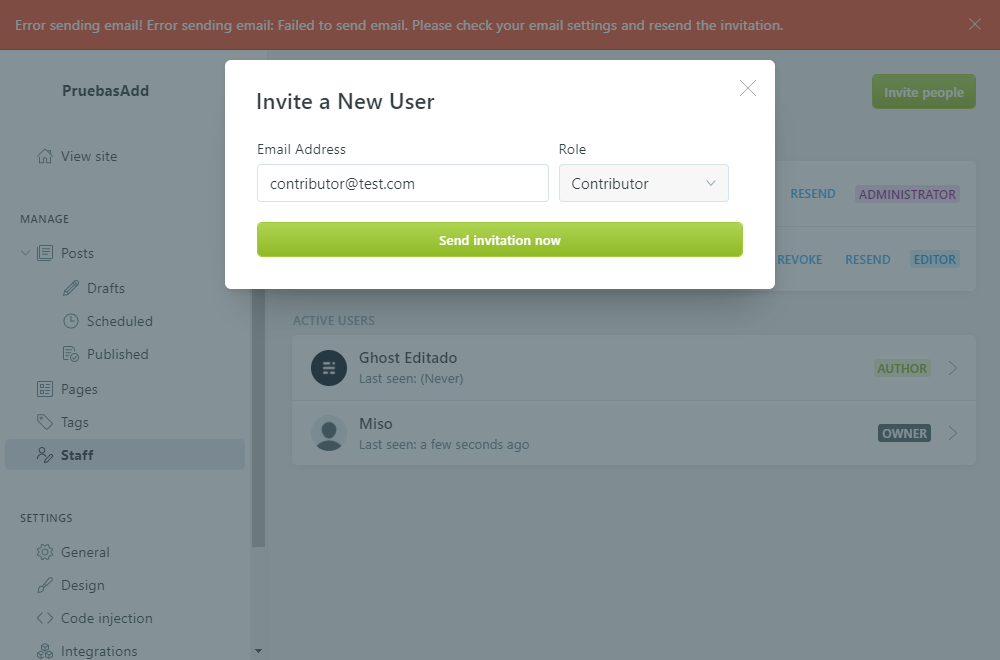 Error sending email! Error sending email: Failed to send email. Please check your email settings and resend the invitation.
PruebasAdd
Invite people
Invite a New User
Email Address
Role
contributor@test.com
Contributor
Send invitation now
View site
MANAGE
Posts
Drafts
Scheduled
Published
Pages
Tags
Staff
SETTINGS
General
Design
Code injection
Integrations
RESEND ADMINISTRATOR
REVOKE RESEND EDITOR
ACTIVE USERS
Ghost Editado
Last seen: (Never)
AUTHOR
Miso
Last seen: a few seconds ago
OWNER